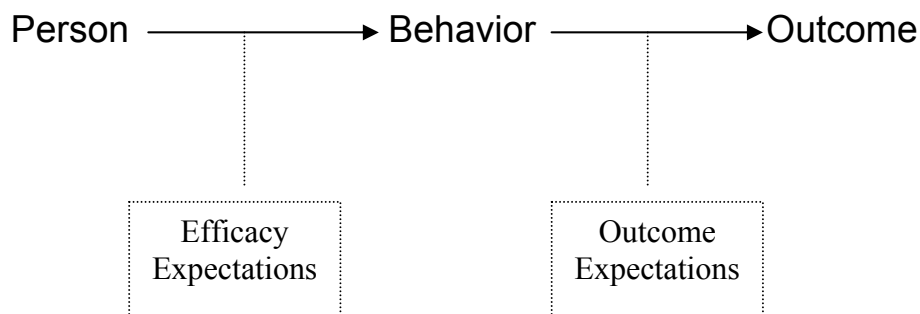 Person Behavior Outcome
Efficacy
Expectations
Outcome
Expectations